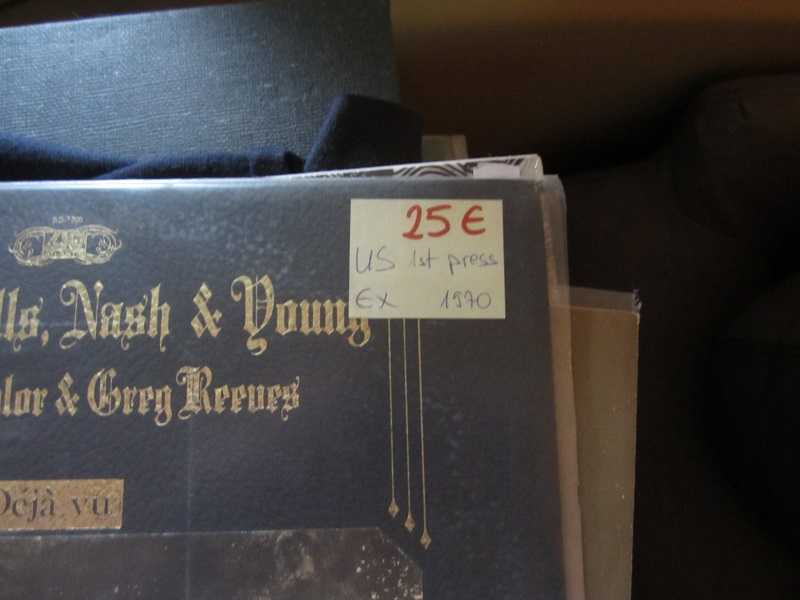 25€
US 1st press
EX 1970
lls, Nash & Young
lor & Greg Reeves
Déjà vu